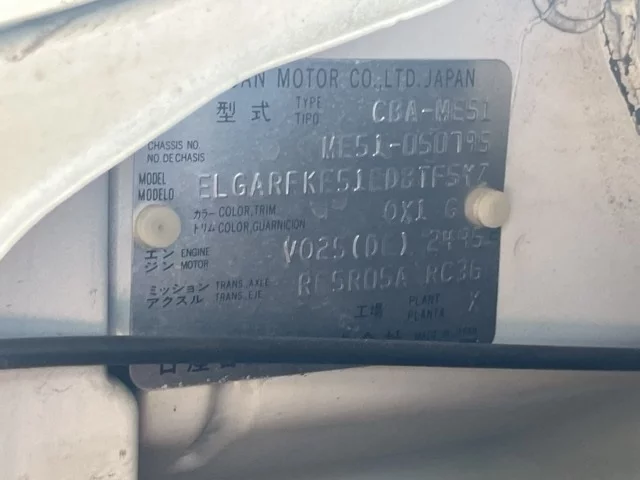 MOTOR CO., LTD. JAPAN
型式 TYPE TIPO CBA-ME51
CHASSIS NO. NO. DE CHASIS ME51-050795
MODEL MODELO
カラー COLOR, TRIM
トリム COLOR, GUARNICION QX1 G
エンジン ENGINE MOTOR VQ25(DE) 2495
ミッション TRANS. AXLE
アクスル TRANS. EJE RE5R05A RC36
工場 PLANT PLANTA X